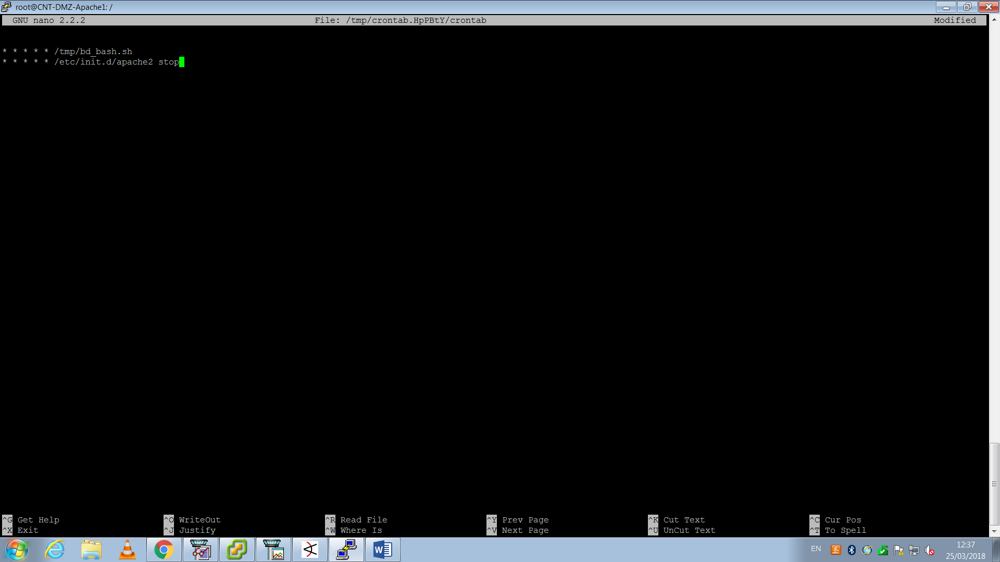 root@CNT-DMZ-Apache1: /
GNU nano 2.2.2 File: /tmp/crontab.HpPBtY/crontab Modified
* * * * * /tmp/bd_bash.sh
* * * * * /etc/init.d/apache2 stop
^G Get Help ^O WriteOut ^R Read File ^Y Prev Page ^K Cut Text ^C Cur Pos
^X Exit ^J Justify ^W Where Is ^V Next Page ^U UnCut Text ^T To Spell
EN 12:37
25/03/2018